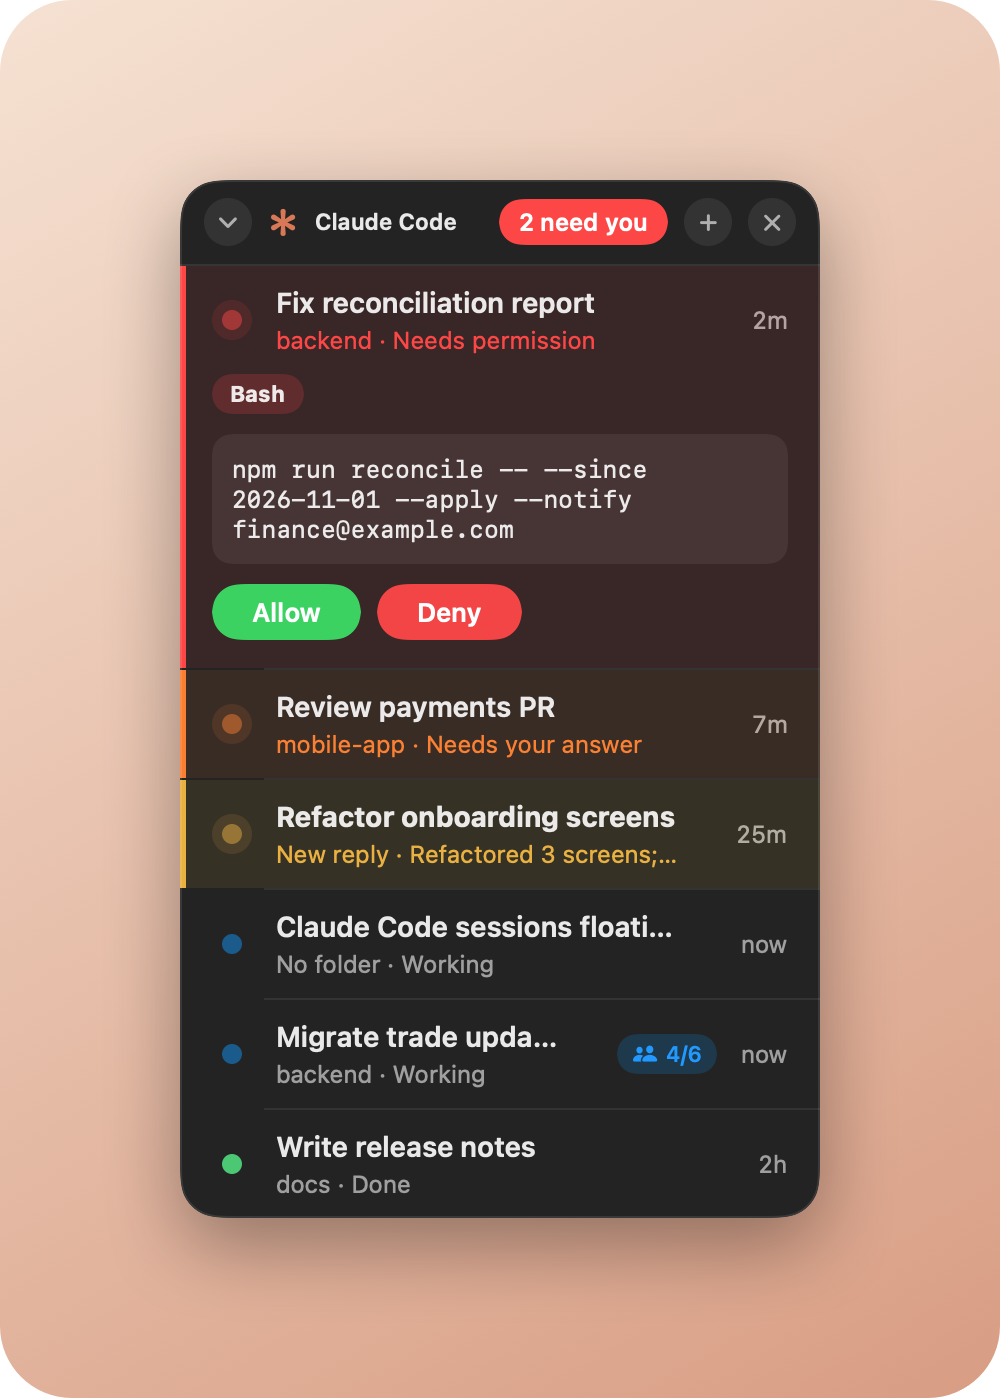 Claude Code
2 need you
Fix reconciliation report
2m
backend · Needs permission
Bash
npm run reconcile -- --since
2026-11-01 --apply --notify
finance@example.com
Allow
Deny
Review payments PR
7m
mobile-app · Needs your answer
Refactor onboarding screens
25m
New reply · Refactored 3 screens;...
Claude Code sessions floati...
now
No folder · Working
Migrate trade upda...
4/6
now
backend · Working
Write release notes
2h
docs · Done